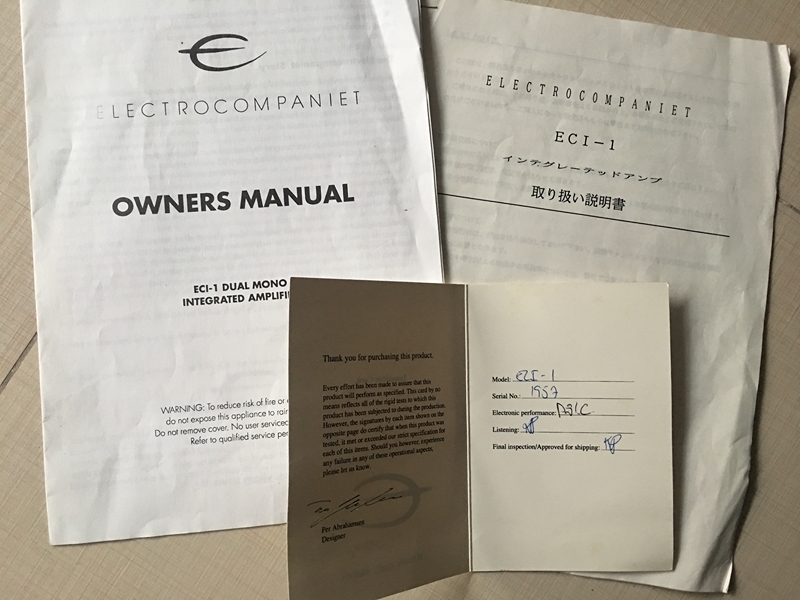 ELECTROCOMPANIET
OWNERS MANUAL
ECI-1 DUAL MONO
INTEGRATED AMPLIFI
WARNING: To reduce risk of fire or
do not expose this appliance to rai
Do not remove cover. No user serviced
Refer to qualified service pe
ELECTROCOMPANIET
ECI-1
インテグレーテッドアンプ
取り扱い説明書
Thank you for purchasing this product.
Every effort has been made to assure that this
product will perform as specified. This card by no
means reflects all of the rigid tests to which this
product has been subjected to during the production.
However, the signatures by each item shown on the
opposite page do certify that when this product was
tested, it met or exceeded our strict specification for
each of this items. Should you however, experience
any failure in any of these operational aspects,
please let us know.
Per Abrahamsen
Designer
Model: ECI-1
Serial No.: 1957
Electronic performance:
Listening:
Final inspection/Approved for shipping: